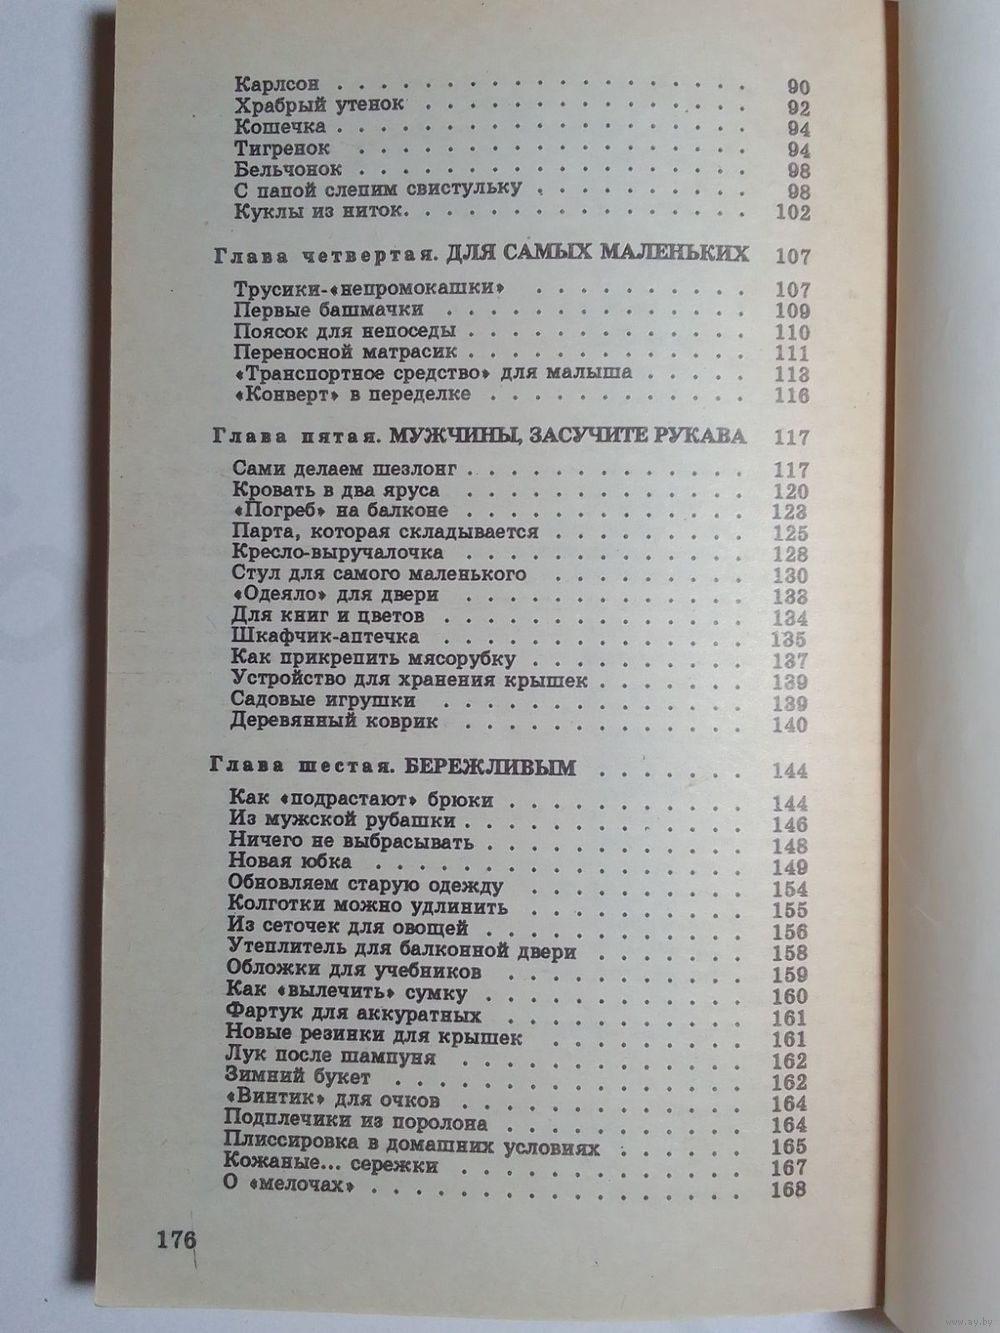 Карлсон . . . . . . . . . . . . . . . . . . 90
Храбрый утенок . . . . . . . . . . . . . . 92
Кошечка . . . . . . . . . . . . . . . . . . 94
Тигренок . . . . . . . . . . . . . . . . . 94
Бельчонок . . . . . . . . . . . . . . . . . 98
С папой слепим свистульку . . . . . . . . . 98
Куклы из ниток. . . . . . . . . . . . . . . 102
Глава четвертая. ДЛЯ САМЫХ МАЛЕНЬКИХ 107
Трусики-«непромокашки» . . . . . . . . . . 107
Первые башмачки . . . . . . . . . . . . . 109
Поясок для непоседы . . . . . . . . . . . . 110
Переносной матрасик . . . . . . . . . . . . 111
«Транспортное средство» для малыша . . . . . 113
«Конверт» в переделке . . . . . . . . . . . 116
Глава пятая. МУЖЧИНЫ, ЗАСУЧИТЕ РУКАВА 117
Сами делаем шезлонг . . . . . . . . . . . . 117
Кровать в два яруса . . . . . . . . . . . . 120
«Погреб» на балконе . . . . . . . . . . . . 123
Парта, которая складывается . . . . . . . . 125
Кресло-выручалочка . . . . . . . . . . . . 128
Стул для самого маленького . . . . . . . . 130
«Одеяло» для двери . . . . . . . . . . . . 133
Для книг и цветов . . . . . . . . . . . . . 134
Шкафчик-аптечка . . . . . . . . . . . . . 135
Как прикрепить мясорубку . . . . . . . . . 137
Устройство для хранения крышек . . . . . . 139
Садовые игрушки . . . . . . . . . . . . . 139
Деревянный коврик . . . . . . . . . . . . 140
Глава шестая. БЕРЕЖЛИВЫМ . . . . . . . 144
Как «подрастают» брюки . . . . . . . . . . 144
Из мужской рубашки . . . . . . . . . . . . 146
Ничего не выбрасывать . . . . . . . . . . . 148
Новая юбка . . . . . . . . . . . . . . . . 149
Обновляем старую одежду . . . . . . . . . 154
Колготки можно удлинить . . . . . . . . . 155
Из сеточек для овощей . . . . . . . . . . . 156
Утеплитель для балконной двери . . . . . . 158
Обложки для учебников . . . . . . . . . . 159
Как «вылечить» сумку . . . . . . . . . . . 160
Фартук для аккуратных . . . . . . . . . . 161
Новые резинки для крышек . . . . . . . . 161
Лук после шампуня . . . . . . . . . . . . 162
Зимний букет . . . . . . . . . . . . . . . 162
«Винтик» для очков . . . . . . . . . . . . 164
Подплечики из поролона . . . . . . . . . . 164
Плиссировка в домашних условиях . . . . . 165
Кожаные... сережки . . . . . . . . . . . . 167
О «мелочах» . . . . . . . . . . . . . . . . 168
176
www.ay.by